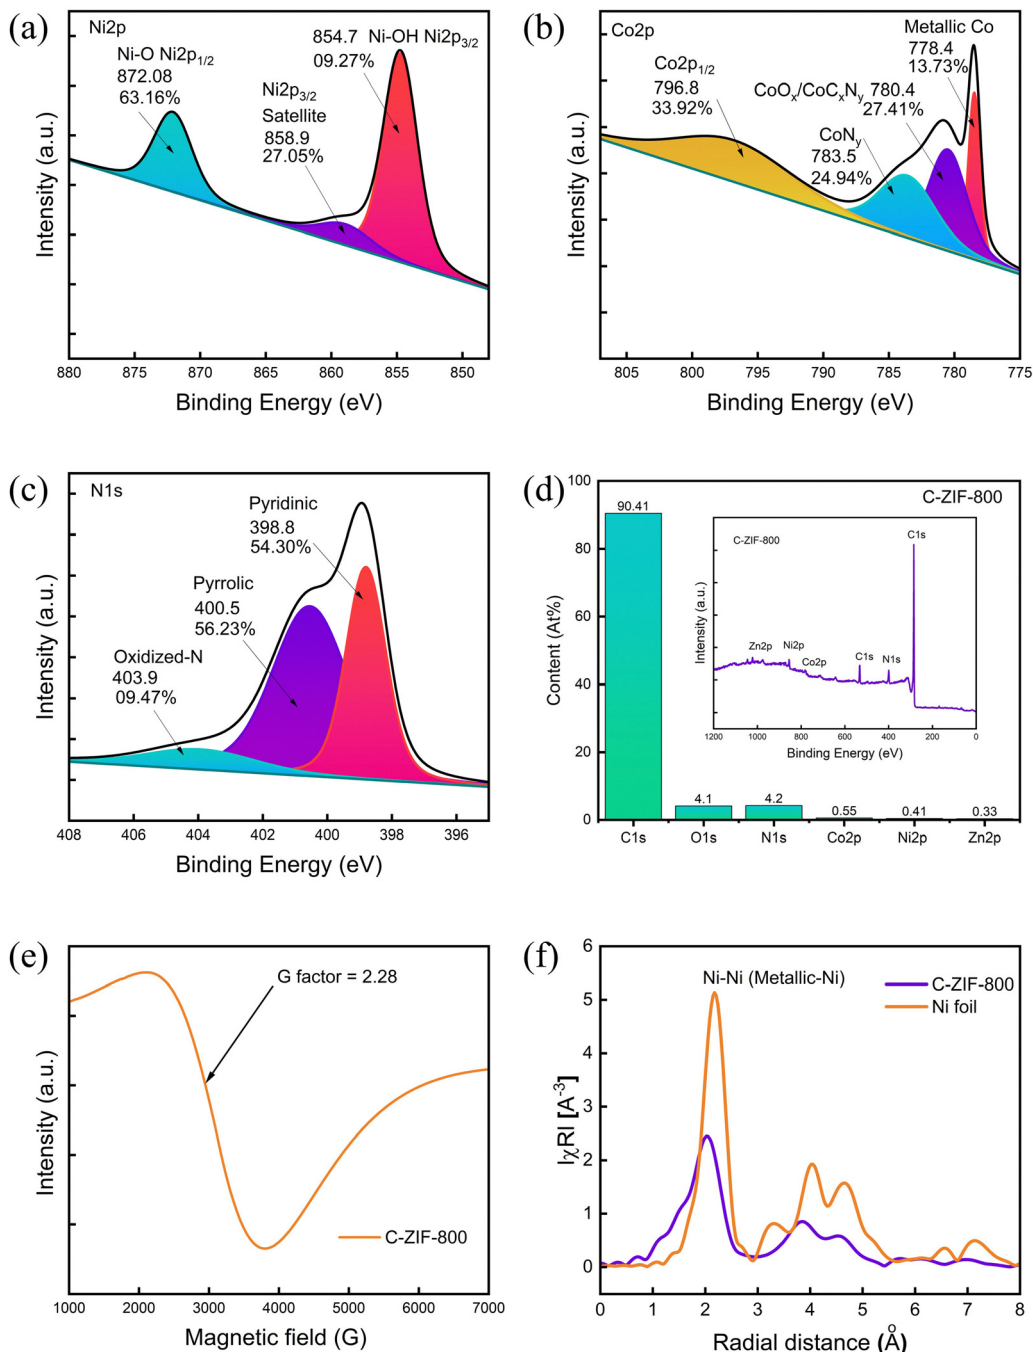 (a)
Ni2p
Ni-O Ni2p1/2
872.08
63.16%
Ni2p3/2
Satellite
858.9
27.05%
854.7 Ni-OH Ni2p3/2
09.27%
Intensity (a.u.)
880 875 870 865 860 855 850
Binding Energy (eV)
(b)
Co2p
Co2p1/2
796.8
33.92%
CoOx/CoCxNy 780.4
27.41%
CoNy
783.5
24.94%
Metallic Co
778.4
13.73%
Intensity (a.u.)
805 800 795 790 785 780 775
Binding Energy (eV)
(c)
N1s
Pyridinic
398.8
54.30%
Pyrrolic
400.5
56.23%
Oxidized-N
403.9
09.47%
Intensity (a.u.)
408 406 404 402 400 398 396
Binding Energy (eV)
(d)
C-ZIF-800
Content (At%)
100
80
60
40
20
0
90.41
4.1
4.2
0.55
0.41
0.33
C1s O1s N1s Co2p Ni2p Zn2p
C-ZIF-800
C1s
Zn2p
Ni2p
Co2p
C1s
N1s
Intensity (a.u.)
1200 1000 800 600 400 200 0
Binding Energy (eV)
(e)
G factor = 2.28
C-ZIF-800
Intensity (a.u.)
1000 2000 3000 4000 5000 6000 7000
Magnetic field (G)
(f)
Ni-Ni (Metallic-Ni)
C-ZIF-800
Ni foil
|χR| [A-3]
6
5
4
3
2
1
0
0 1 2 3 4 5 6 7 8
Radial distance (Å)